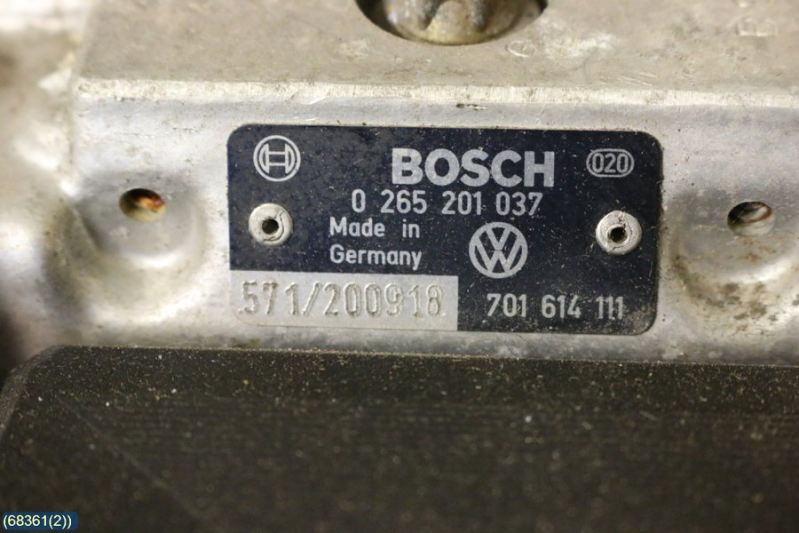 BOSCH 020
0 265 201 037
Made in
Germany
571/200918 701 614 111
(68361(2))